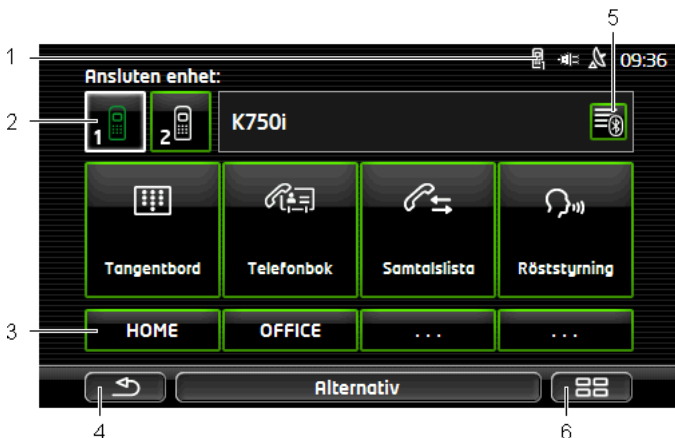 5
1
09:36
Ansluten enhet:
2
1
2
K750i
Tangentbord
Telefonbok
Samtalslista
Röststyrning
3
HOME
OFFICE
...
...
Alternativ
4
6